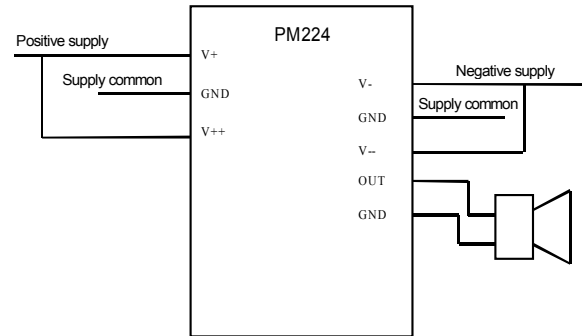 PM224
Positive supply
V+
Supply common
GND
V++
Negative supply
V-
Supply common
GND
V--
OUT
GND